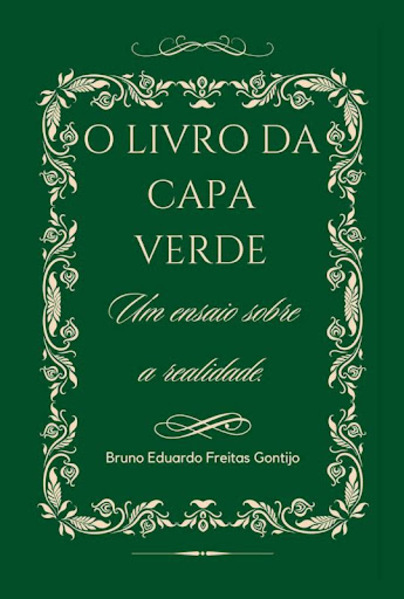 O LIVRO DA
CAPA
VERDE
Um ensaio sobre
a realidade.
Bruno Eduardo Freitas Gontijo